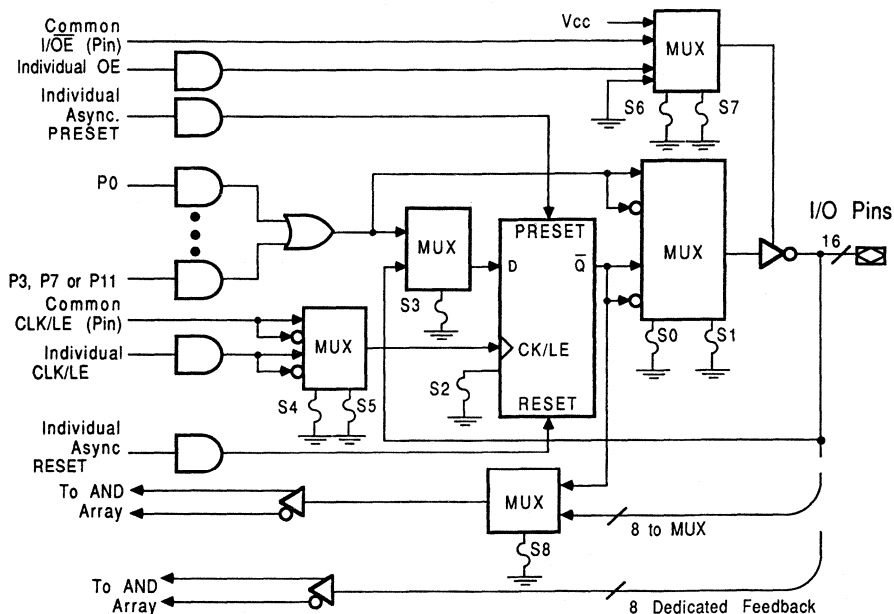 Common
I/OE (Pin)
Vcc
Individual OE
MUX
Individual
Async.
PRESET
S6
S7
P0
I/O Pins
16
PRESET
MUX
MUX
D
Q
P3, P7 or P11
Common
CLK/LE (Pin)
S3
MUX
CK/LE
S0
S1
Individual
CLK/LE
S4
S5
S2
RESET
Individual
Async
RESET
To AND
Array
MUX
8 to MUX
S8
To AND
Array
8 Dedicated Feedback